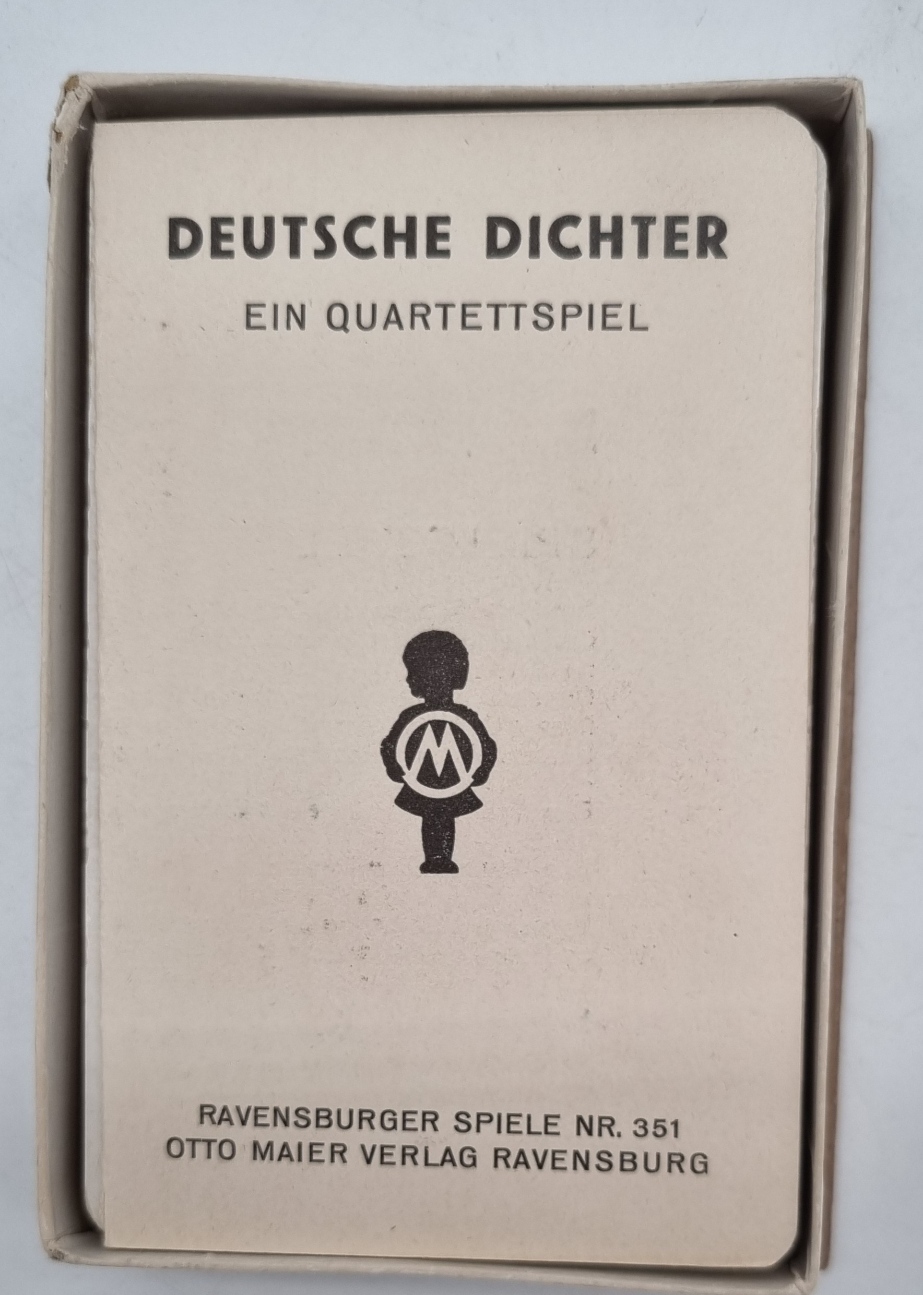 DEUTSCHE DICHTER
EIN QUARTETTSPIEL
M
RAVENSBURGER SPIELE NR. 351
OTTO MAIER VERLAG RAVENSBURG